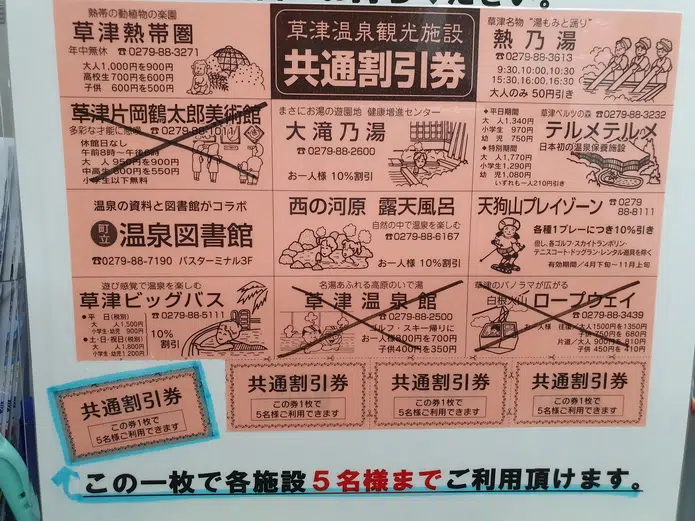 ください。
熱帯の動植物の楽園
草津熱帯圏
年中無休 ☎0279-88-3271
大人1,000円を900円
高校生700円を600円
子供 600円を500円
草津温泉観光施設
共通割引券
草津名物 "湯もみと踊り"
熱乃湯
☎0279-88-3613
9:30,10:00,10:30
15:30,16:00,16:30
大人のみ 50円引き
草津片岡鶴太郎美術館
多彩な才能に感嘆 ☎0279-88-1011
休館日なし
午前8時〜午後6時
大人 950円を900円
中高生 600円を550円
小学生以下無料
まさにお湯の遊園地 健康増進センター
大滝乃湯
☎0279-88-2600
お一人様 10%割引
●平日期間
大人1,340円
小学生 970円
幼児 750円
●特別期間
大人1,770円
小学生1,290円
幼児1,080円
いずれも一人210円引き
草津ベルツの森 ☎0279-88-3232
テルメテルメ
日本初の温泉保養施設
温泉の資料と図書館がコラボ
町立 温泉図書館
☎0279-88-7190 バスターミナル3F
西の河原 露天風呂
自然の中で温泉を楽しむ
☎0279-88-6167
お一人様 10%割引
天狗山プレイゾーン ☎0279-88-8111
各種1プレーにつき10%引き
但し、各ゴルフ・スカイトランポリン・
テニスコート・ドッグラン・レンタル道具を除く
有効期間/4月下旬〜11月上旬
遊び感覚で温泉を楽しむ
草津ビッグバス
☎0279-88-5111
●平 日(税別)
大人1,500円
小学生・幼児 900円
●土・日・祝日(税別)
大人1,800円
小学生・幼児1,200円
10%割引
名湯あふれる高原のいで湯
草津温泉館
☎0279-88-2500
ゴルフ・スキー帰りに
お一人様800円を700円
子供400円を350円
草津のパノラマが広がる
白根火山 ロープウェイ
☎0279-88-3439
お一人様 往復/大人1500円を1350円
子供750円を680円
片道/大人 900円を810円
子供 450円を410円
共通割引券
この券1枚で
5名様ご利用できます
共通割引券
この券1枚で
5名様ご利用できます
共通割引券
この券1枚で
5名様ご利用できます
共通割引券
この券1枚で
5名様ご利用できます
この一枚で各施設5名様までご利用頂けます。